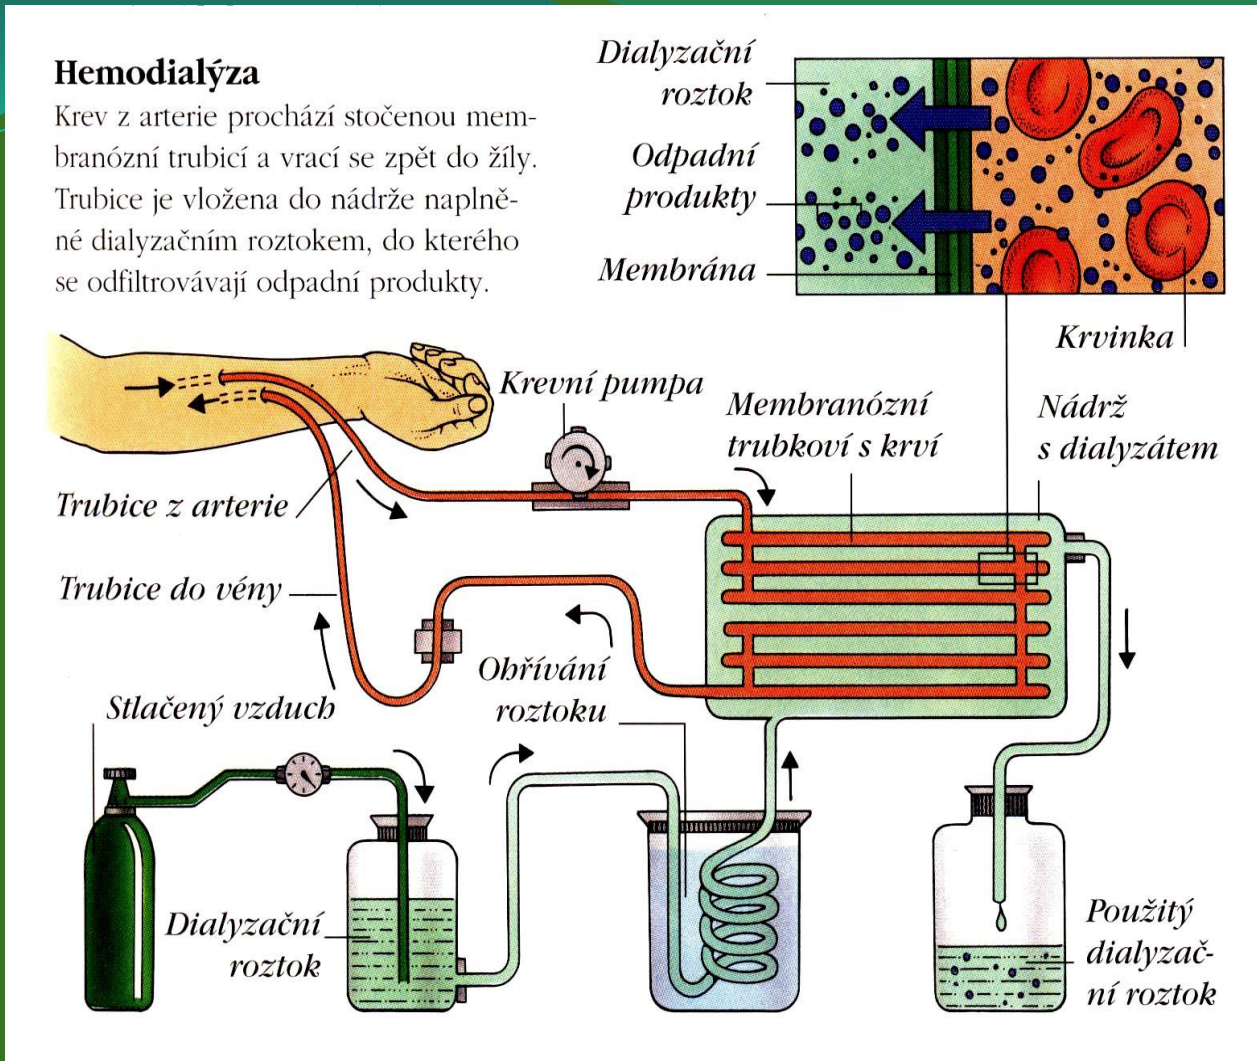 Hemodialýza
Krev z arterie prochází stočenou mem-
branózní trubicí a vrací se zpět do žíly.
Trubice je vložena do nádrže naplně-
né dialyzačním roztokem, do kterého
se odfiltrovávají odpadní produkty.
Dialyzační
roztok
Odpadní
produkty
Membrána
Krvinka
Krevní pumpa
Membranózní
trubkoví s krví
Nádrž
s dialyzátem
Trubice z arterie
Trubice do vény
Ohřívání
roztoku
Stlačený vzduch
Dialyzační
roztok
Použitý
dialyzač-
ní roztok